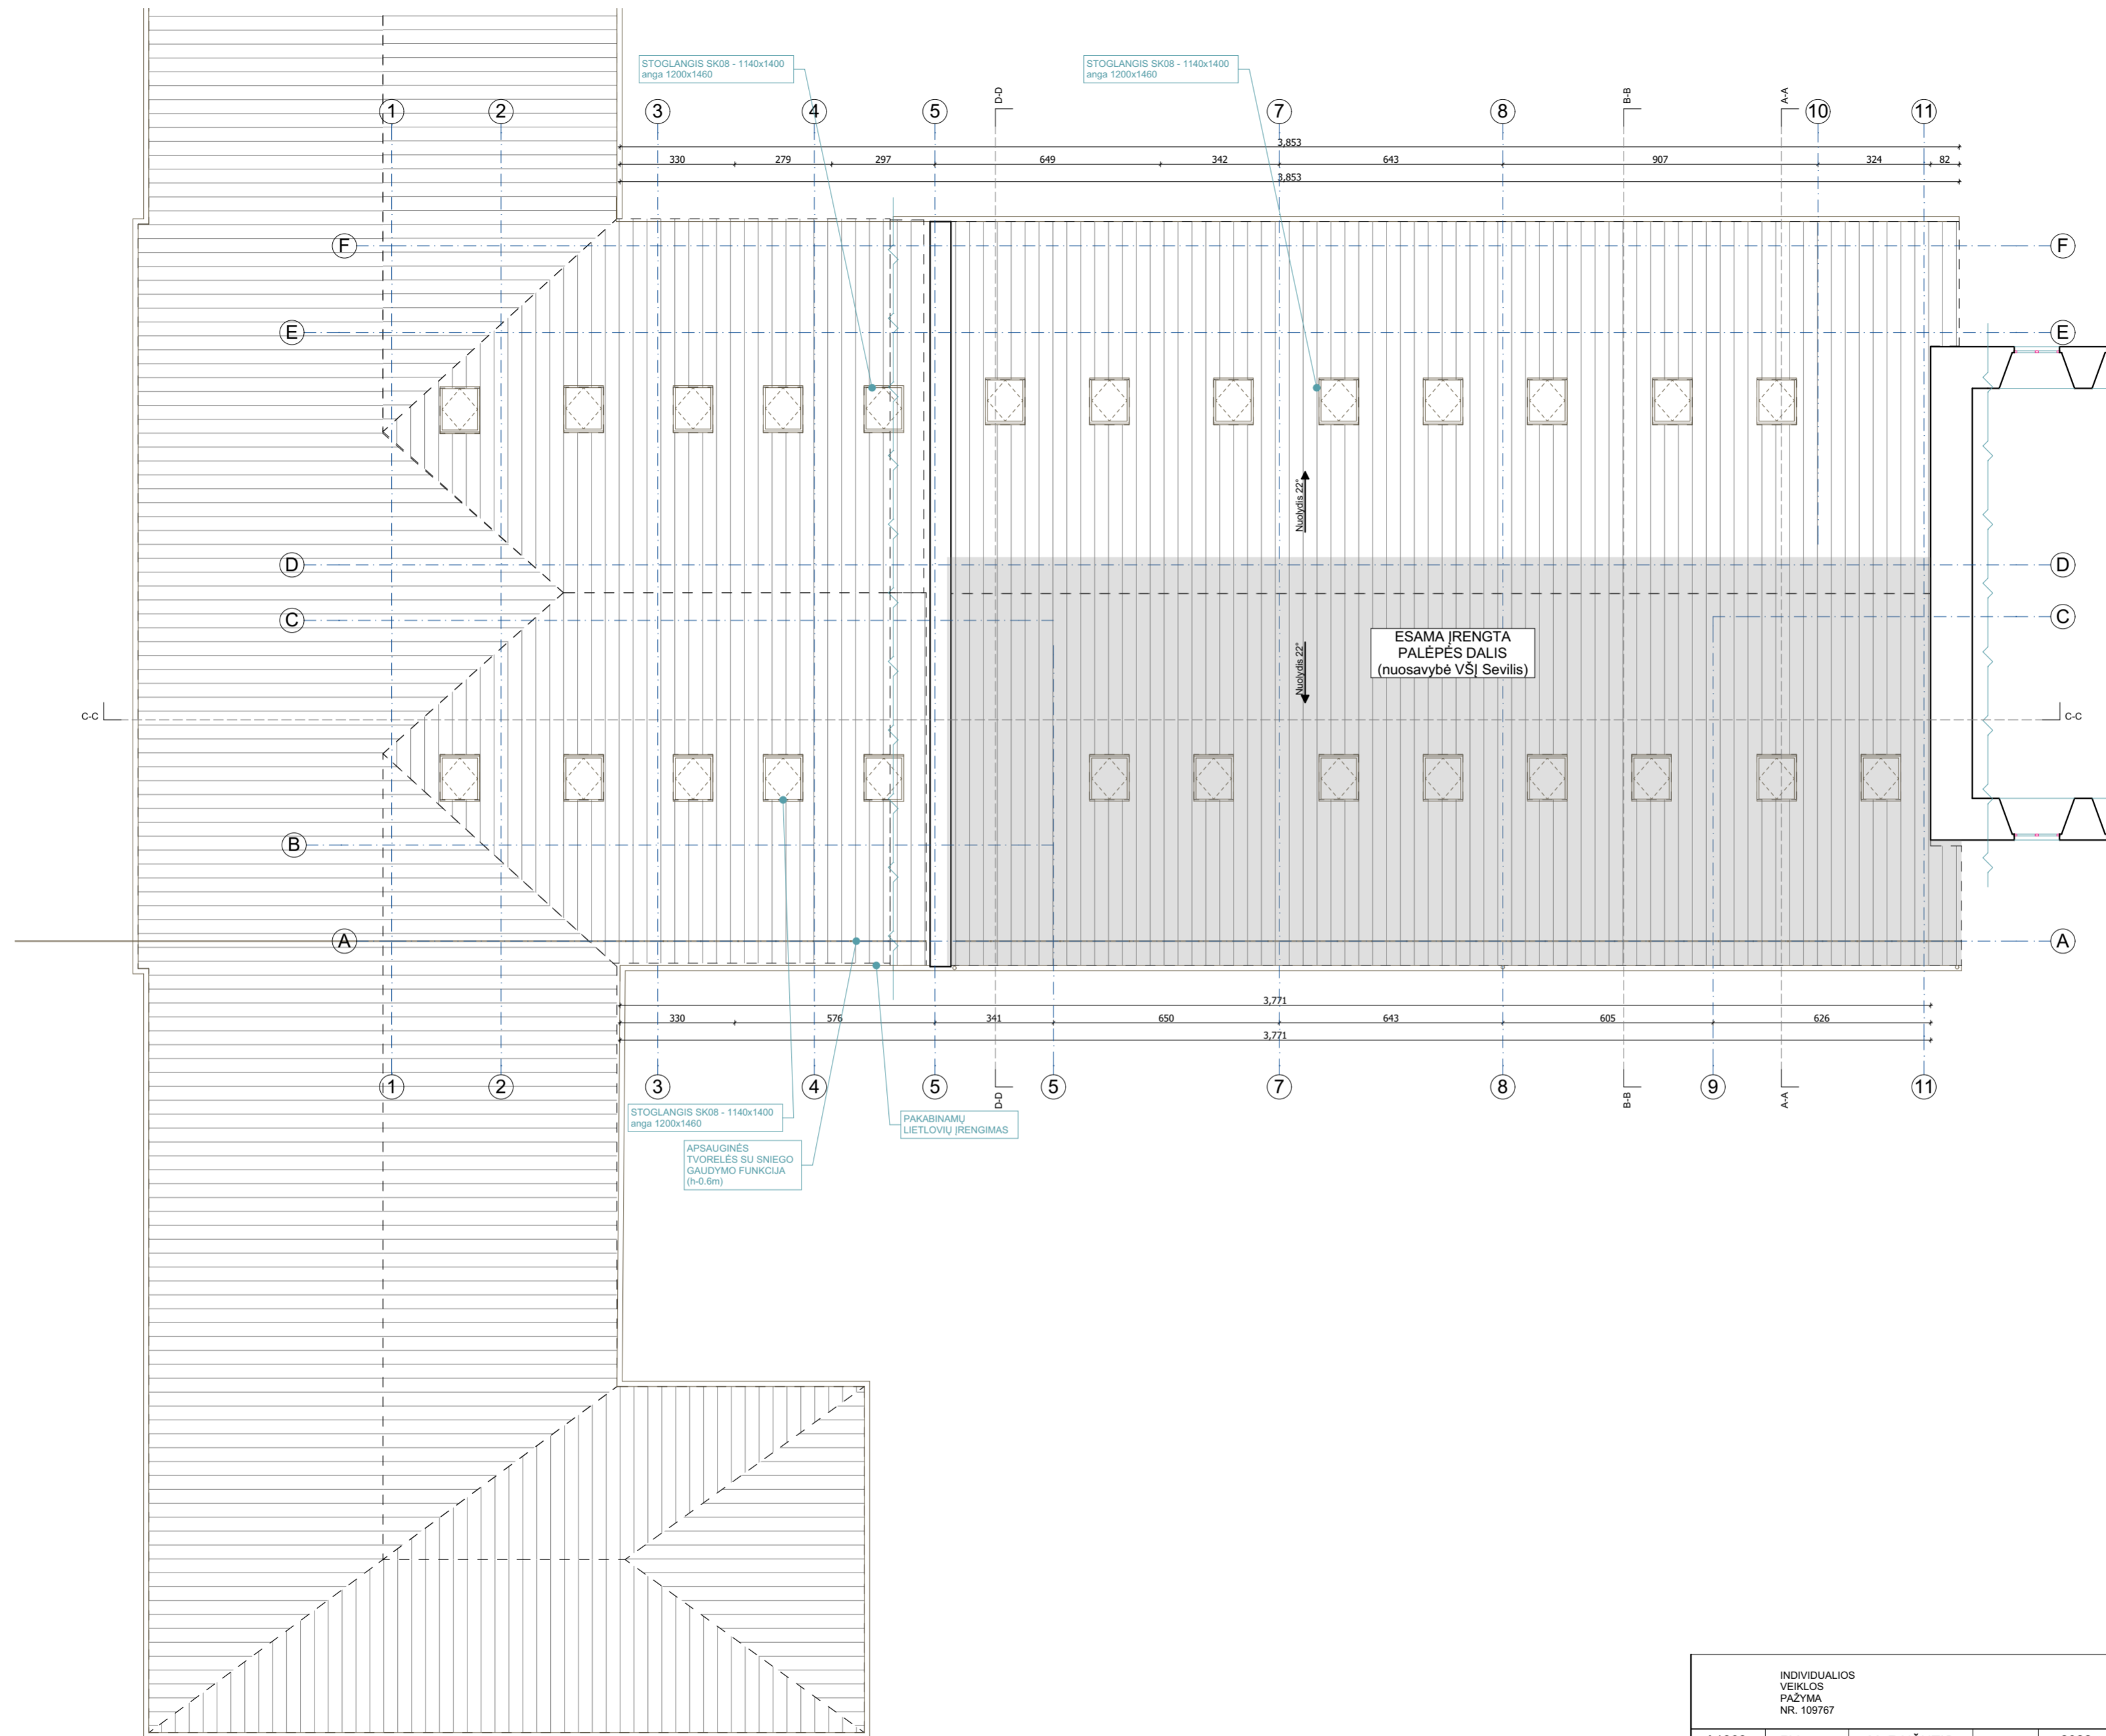 STOGLANGIS SK08 - 1140x1400
anga 1200x1460
STOGLANGIS SK08 - 1140x1400
anga 1200x1460
1
2
3
4
5
D-D
7
8
B-B
A-A
10
11
3,853
330
279
297
649
342
643
907
324
82
3,853
F
F
E
E
Nuolydis 22°
D
D
C
C
ESAMA ĮRENGTA
PALĖPĖS DALIS
(nuosavybė VŠĮ Sevilis)
Nuolydis 22°
C-C
C-C
B
A
A
3,771
330
576
341
650
643
605
626
3,771
1
2
3
4
5
D-D
5
7
8
B-B
9
A-A
11
STOGLANGIS SK08 - 1140x1400
anga 1200x1460
PAKABINAMŲ
LIETLOVIŲ ĮRENGIMAS
APSAUGINĖS
TVORELĖS SU SNIEGO
GAUDYMO FUNKCIJA
(h-0.6m)
INDIVIDUALIOS
VEIKLOS
PAŽYMA
NR. 109767